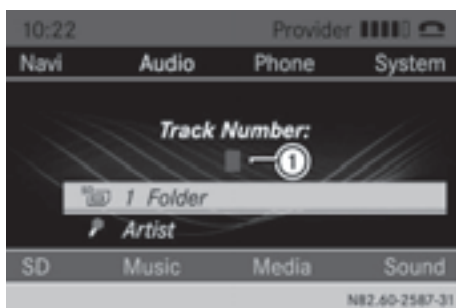 10:22 Provider
Navi Audio Phone System
Track Number:
1
1 Folder
Artist
SD Music Media Sound
N82.60-2587-31